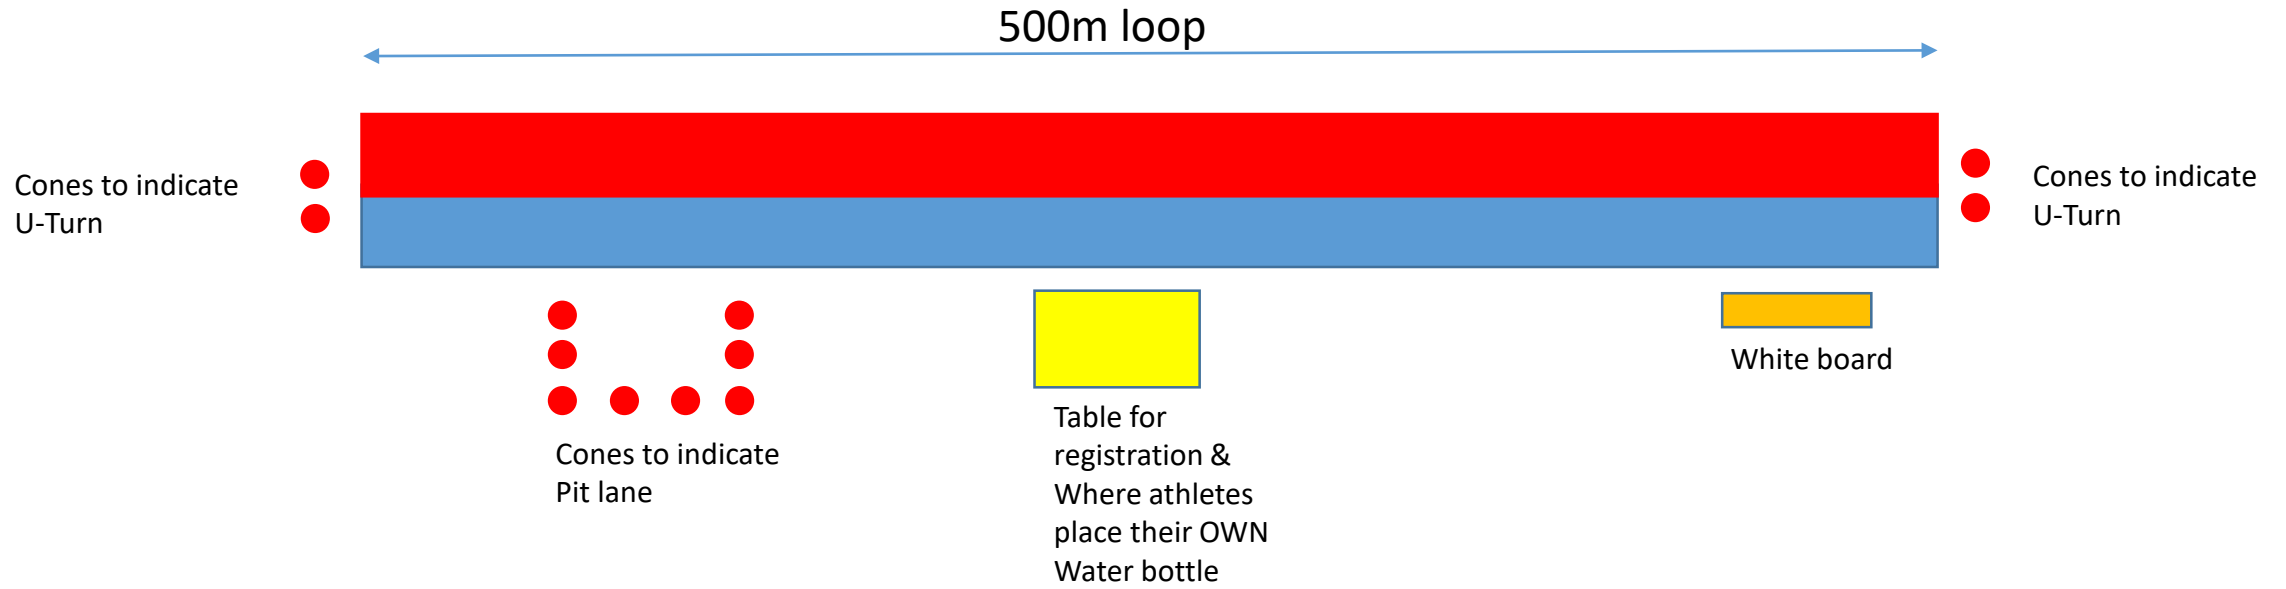 500m loop
Cones to indicate
U-Turn
Cones to indicate
U-Turn
Cones to indicate
Pit lane
Table for
registration &
Where athletes
place their OWN
Water bottle
White board